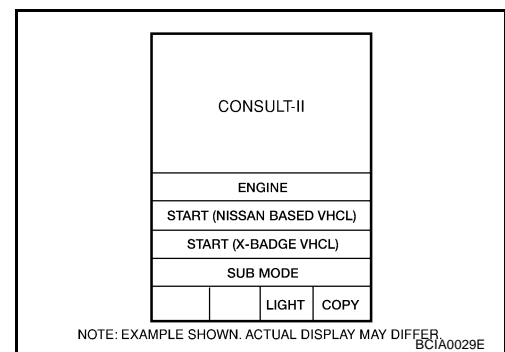 CONSULT-II
ENGINE
START (NISSAN BASED VHCL)
START (X-BADGE VHCL)
SUB MODE
LIGHT COPY
NOTE: EXAMPLE SHOWN. ACTUAL DISPLAY MAY DIFFER.
BCIA0029E